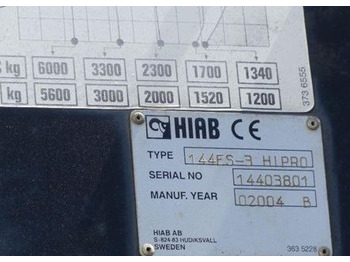 kg 6000 3300 2300 1700 1340
kg 5600 3000 2000 1520 1200
373 6555
HIAB CE
TYPE 144ES-3 HIPRO
SERIAL NO 14403801
MANUF. YEAR 02004 B
HIAB AB
S-824 83 HUDIKSVALL
SWEDEN
363 5228